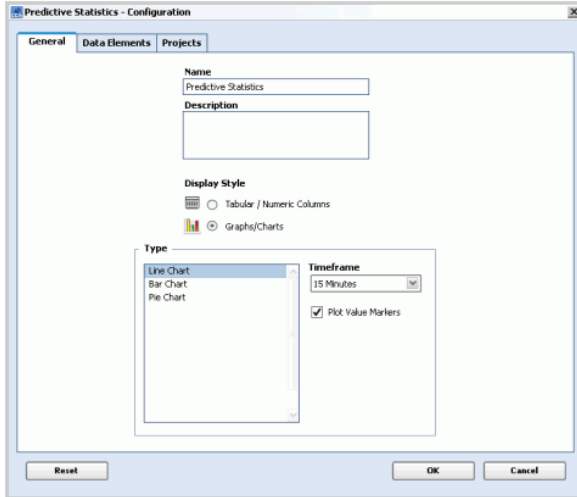 Predictive Statistics - Configuration
General Data Elements Projects
Name
Predictive Statistics
Description
Display Style
Tabular / Numeric Columns
Graphs/Charts
Type
Line Chart
Bar Chart
Pie Chart
Timeframe
15 Minutes
Plot Value Markers
Reset OK Cancel